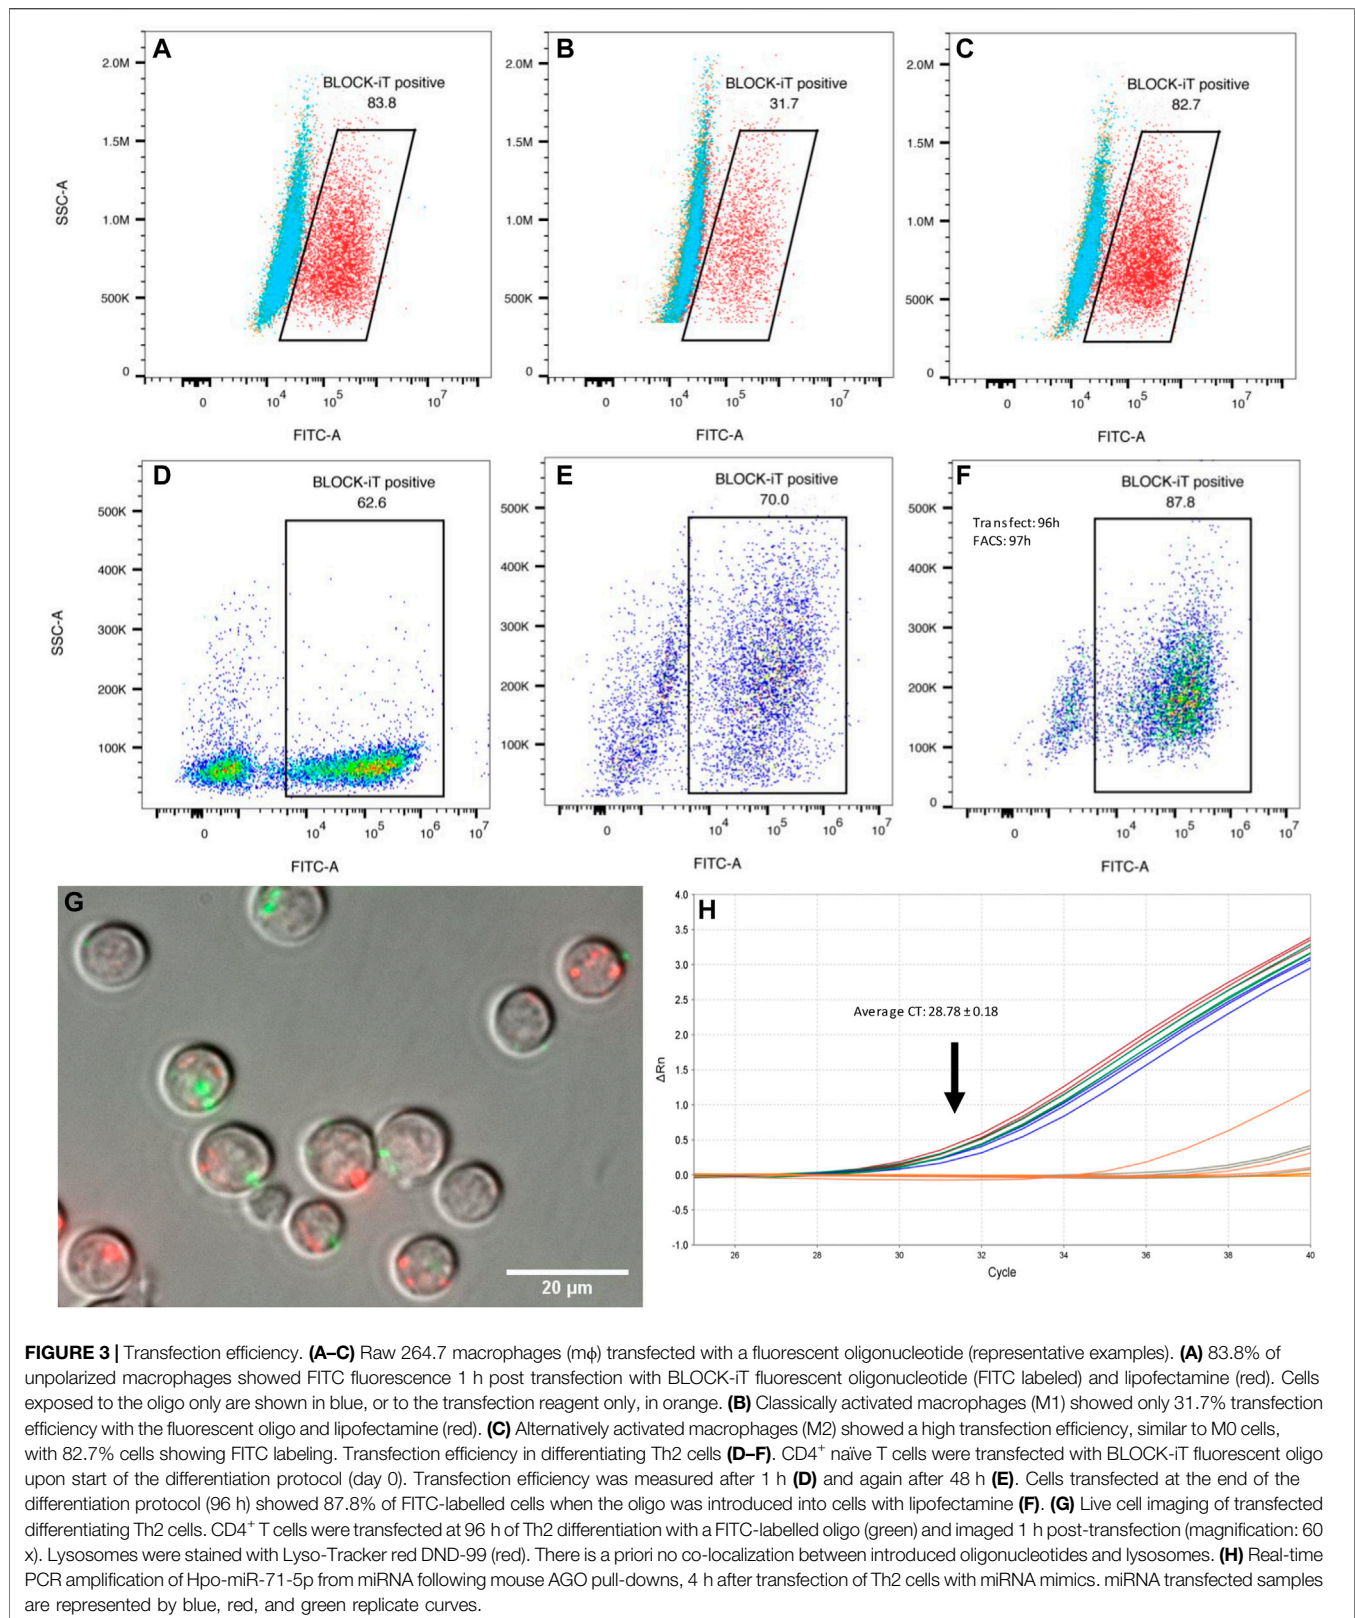 A
BLOCK-iT positive
83.8
2.0M
1.5M
1.0M
500K
0
SSC-A
0 10^4 10^5 10^7
FITC-A
B
BLOCK-iT positive
31.7
2.0M
1.5M
1.0M
500K
0
0 10^4 10^5 10^7
FITC-A
C
BLOCK-iT positive
82.7
2.0M
1.5M
1.0M
500K
0
0 10^4 10^5 10^7
FITC-A
D
BLOCK-iT positive
62.6
500K
400K
300K
200K
100K
SSC-A
0 10^4 10^5 10^6 10^7
FITC-A
E
BLOCK-iT positive
70.0
500K
400K
300K
200K
100K
0 10^4 10^5 10^6 10^7
FITC-A
F
BLOCK-iT positive
87.8
Transfect: 96h
FACS: 97h
500K
400K
300K
200K
100K
0
0 10^4 10^5 10^6 10^7
FITC-A
G
20 µm
H
4.0
3.5
3.0
2.5
2.0
1.5
1.0
0.5
0.0
-0.5
-1.0
ΔRn
Average CT: 28.78 ± 0.18
26 28 30 32 34 36 38 40
Cycle
FIGURE 3 | Transfection efficiency. (A–C) Raw 264.7 macrophages (mϕ) transfected with a fluorescent oligonucleotide (representative examples). (A) 83.8% of
unpolarized macrophages showed FITC fluorescence 1 h post transfection with BLOCK-iT fluorescent oligonucleotide (FITC labeled) and lipofectamine (red). Cells
exposed to the oligo only are shown in blue, or to the transfection reagent only, in orange. (B) Classically activated macrophages (M1) showed only 31.7% transfection
efficiency with the fluorescent oligo and lipofectamine (red). (C) Alternatively activated macrophages (M2) showed a high transfection efficiency, similar to M0 cells,
with 82.7% cells showing FITC labeling. Transfection efficiency in differentiating Th2 cells (D–F). CD4+ naïve T cells were transfected with BLOCK-iT fluorescent oligo
upon start of the differentiation protocol (day 0). Transfection efficiency was measured after 1 h (D) and again after 48 h (E). Cells transfected at the end of the
differentiation protocol (96 h) showed 87.8% of FITC-labelled cells when the oligo was introduced into cells with lipofectamine (F). (G) Live cell imaging of transfected
differentiating Th2 cells. CD4+ T cells were transfected at 96 h of Th2 differentiation with a FITC-labelled oligo (green) and imaged 1 h post-transfection (magnification: 60
x). Lysosomes were stained with Lyso-Tracker red DND-99 (red). There is a priori no co-localization between introduced oligonucleotides and lysosomes. (H) Real-time
PCR amplification of Hpo-miR-71-5p from miRNA following mouse AGO pull-downs, 4 h after transfection of Th2 cells with miRNA mimics. miRNA transfected samples
are represented by blue, red, and green replicate curves.